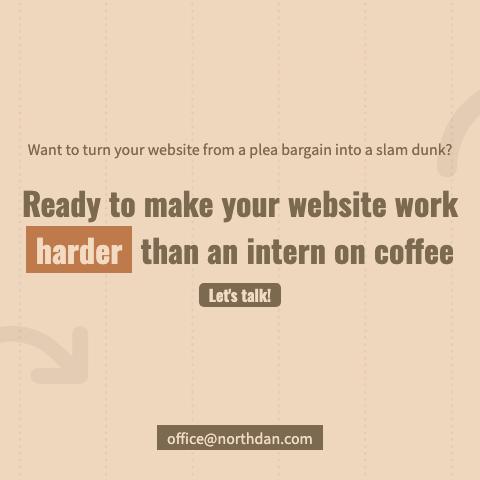 Want to turn your website from a plea bargain into a slam dunk?
Ready to make your website work
harder than an intern on coffee
Let's talk!
office@northdan.com